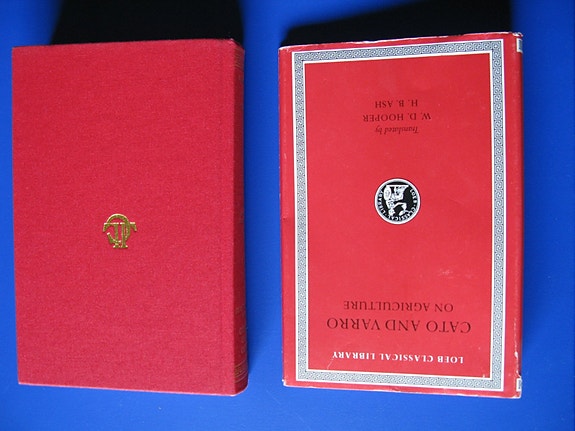 LOEB CLASSICAL LIBRARY
CATO AND VARRO
ON AGRICULTURE
Translated by
W. D. HOOPER
H. B. ASH